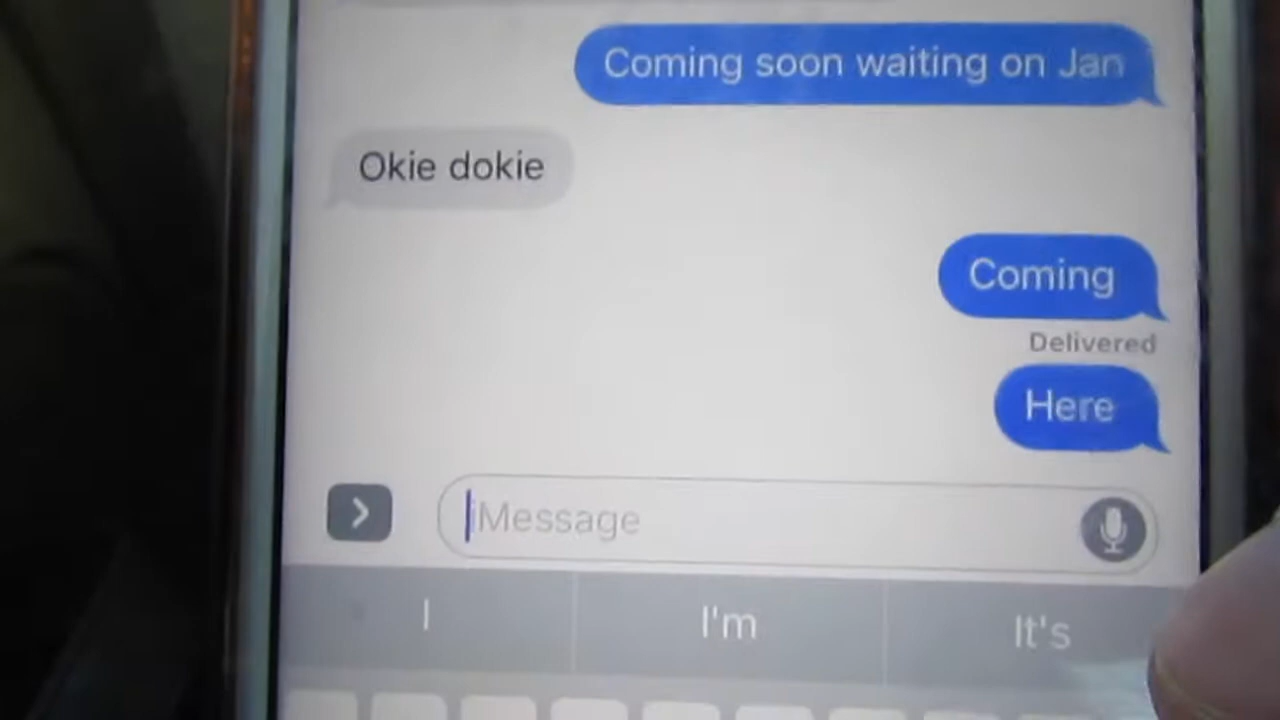 Coming soon waiting on Jan
Okie dokie
Coming
Delivered
Here
iMessage
I
I'm
It's